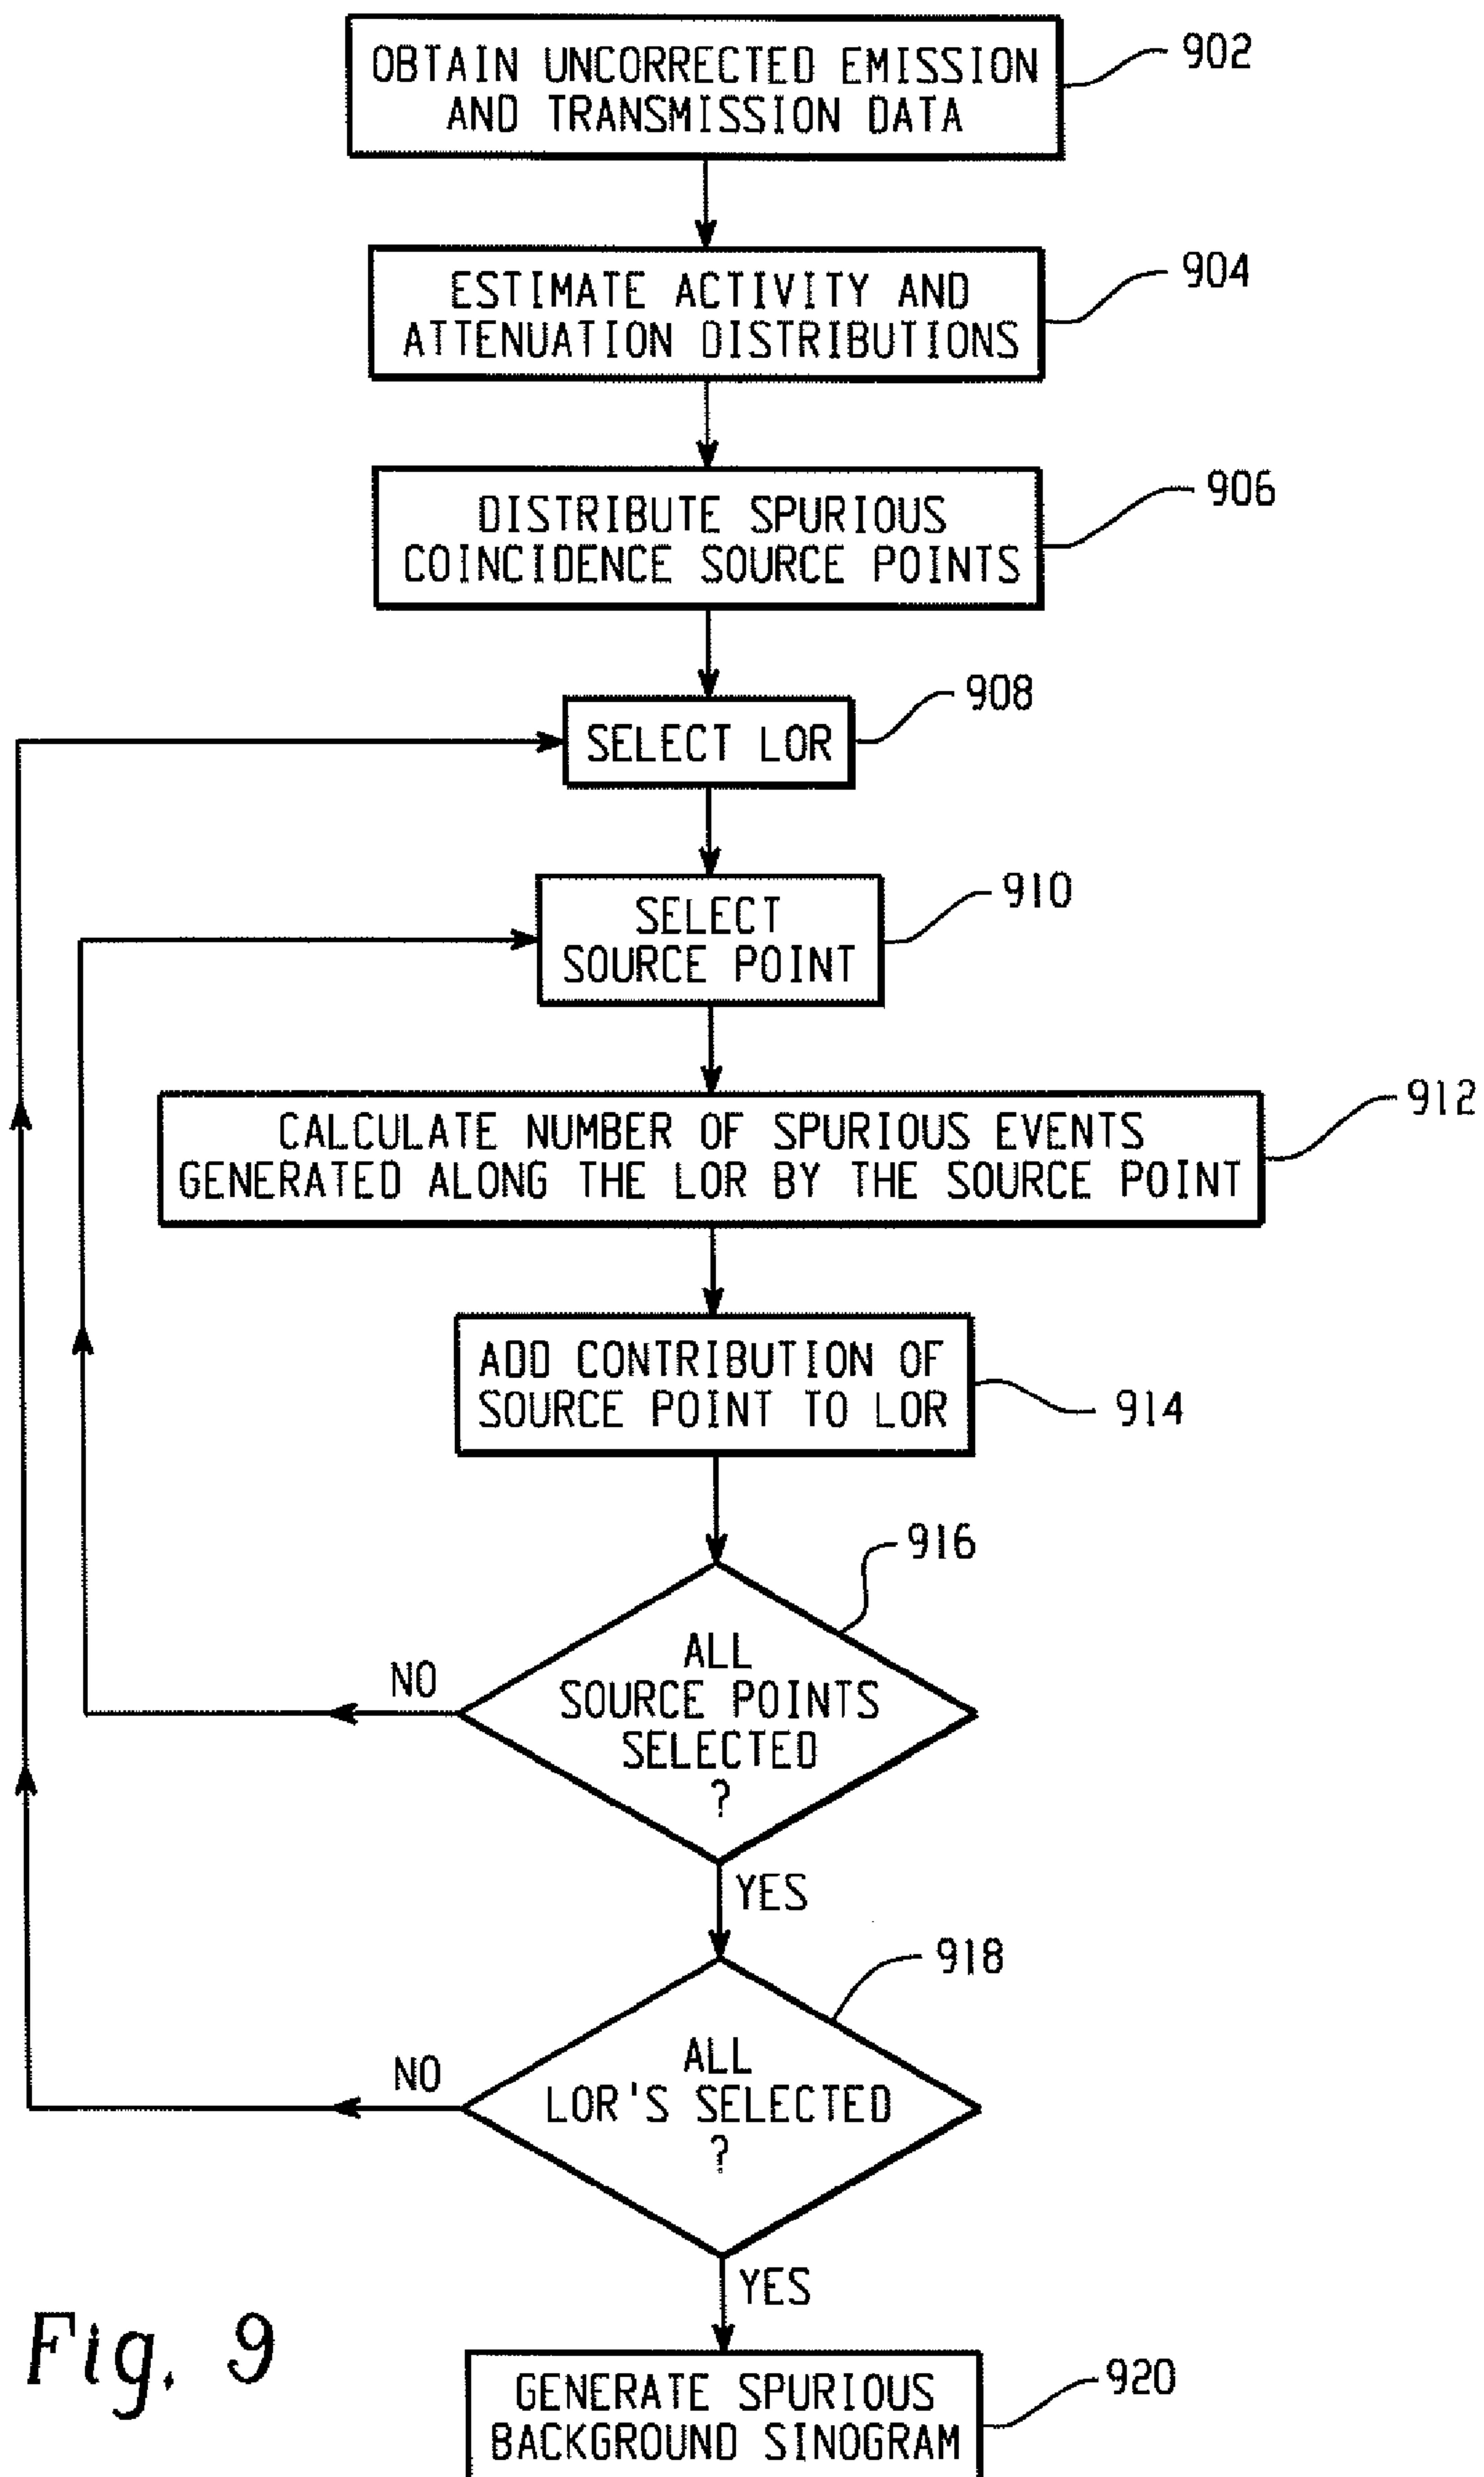 OBTAIN UNCORRECTED EMISSION
AND TRANSMISSION DATA
902
ESTIMATE ACTIVITY AND
ATTENUATION DISTRIBUTIONS
904
DISTRIBUTE SPURIOUS
COINCIDENCE SOURCE POINTS
906
SELECT LOR
908
SELECT
SOURCE POINT
910
CALCULATE NUMBER OF SPURIOUS EVENTS
GENERATED ALONG THE LOR BY THE SOURCE POINT
912
ADD CONTRIBUTION OF
SOURCE POINT TO LOR
914
916
ALL
SOURCE POINTS
SELECTED
?
NO
YES
918
ALL
LOR'S SELECTED
?
NO
YES
GENERATE SPURIOUS
BACKGROUND SINOGRAM
920
Fig. 9